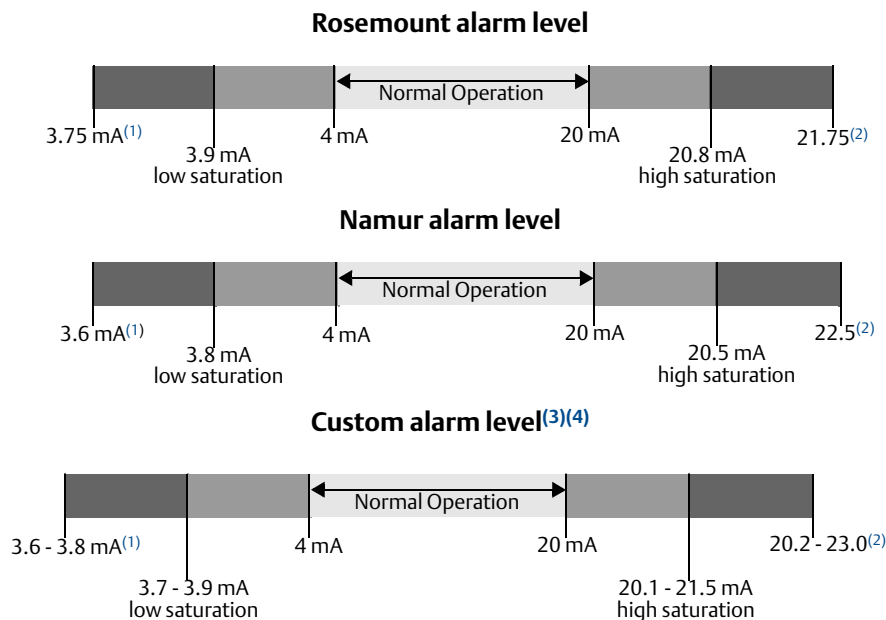 Rosemount alarm level
Normal Operation
3.75 mA(1)
4 mA
20 mA
21.75(2)
3.9 mA
low saturation
20.8 mA
high saturation
Namur alarm level
Normal Operation
3.6 mA(1)
4 mA
20 mA
22.5(2)
3.8 mA
low saturation
20.5 mA
high saturation
Custom alarm level(3)(4)
Normal Operation
3.6 - 3.8 mA(1)
4 mA
20 mA
20.2 - 23.0(2)
3.7 - 3.9 mA
low saturation
20.1 - 21.5 mA
high saturation